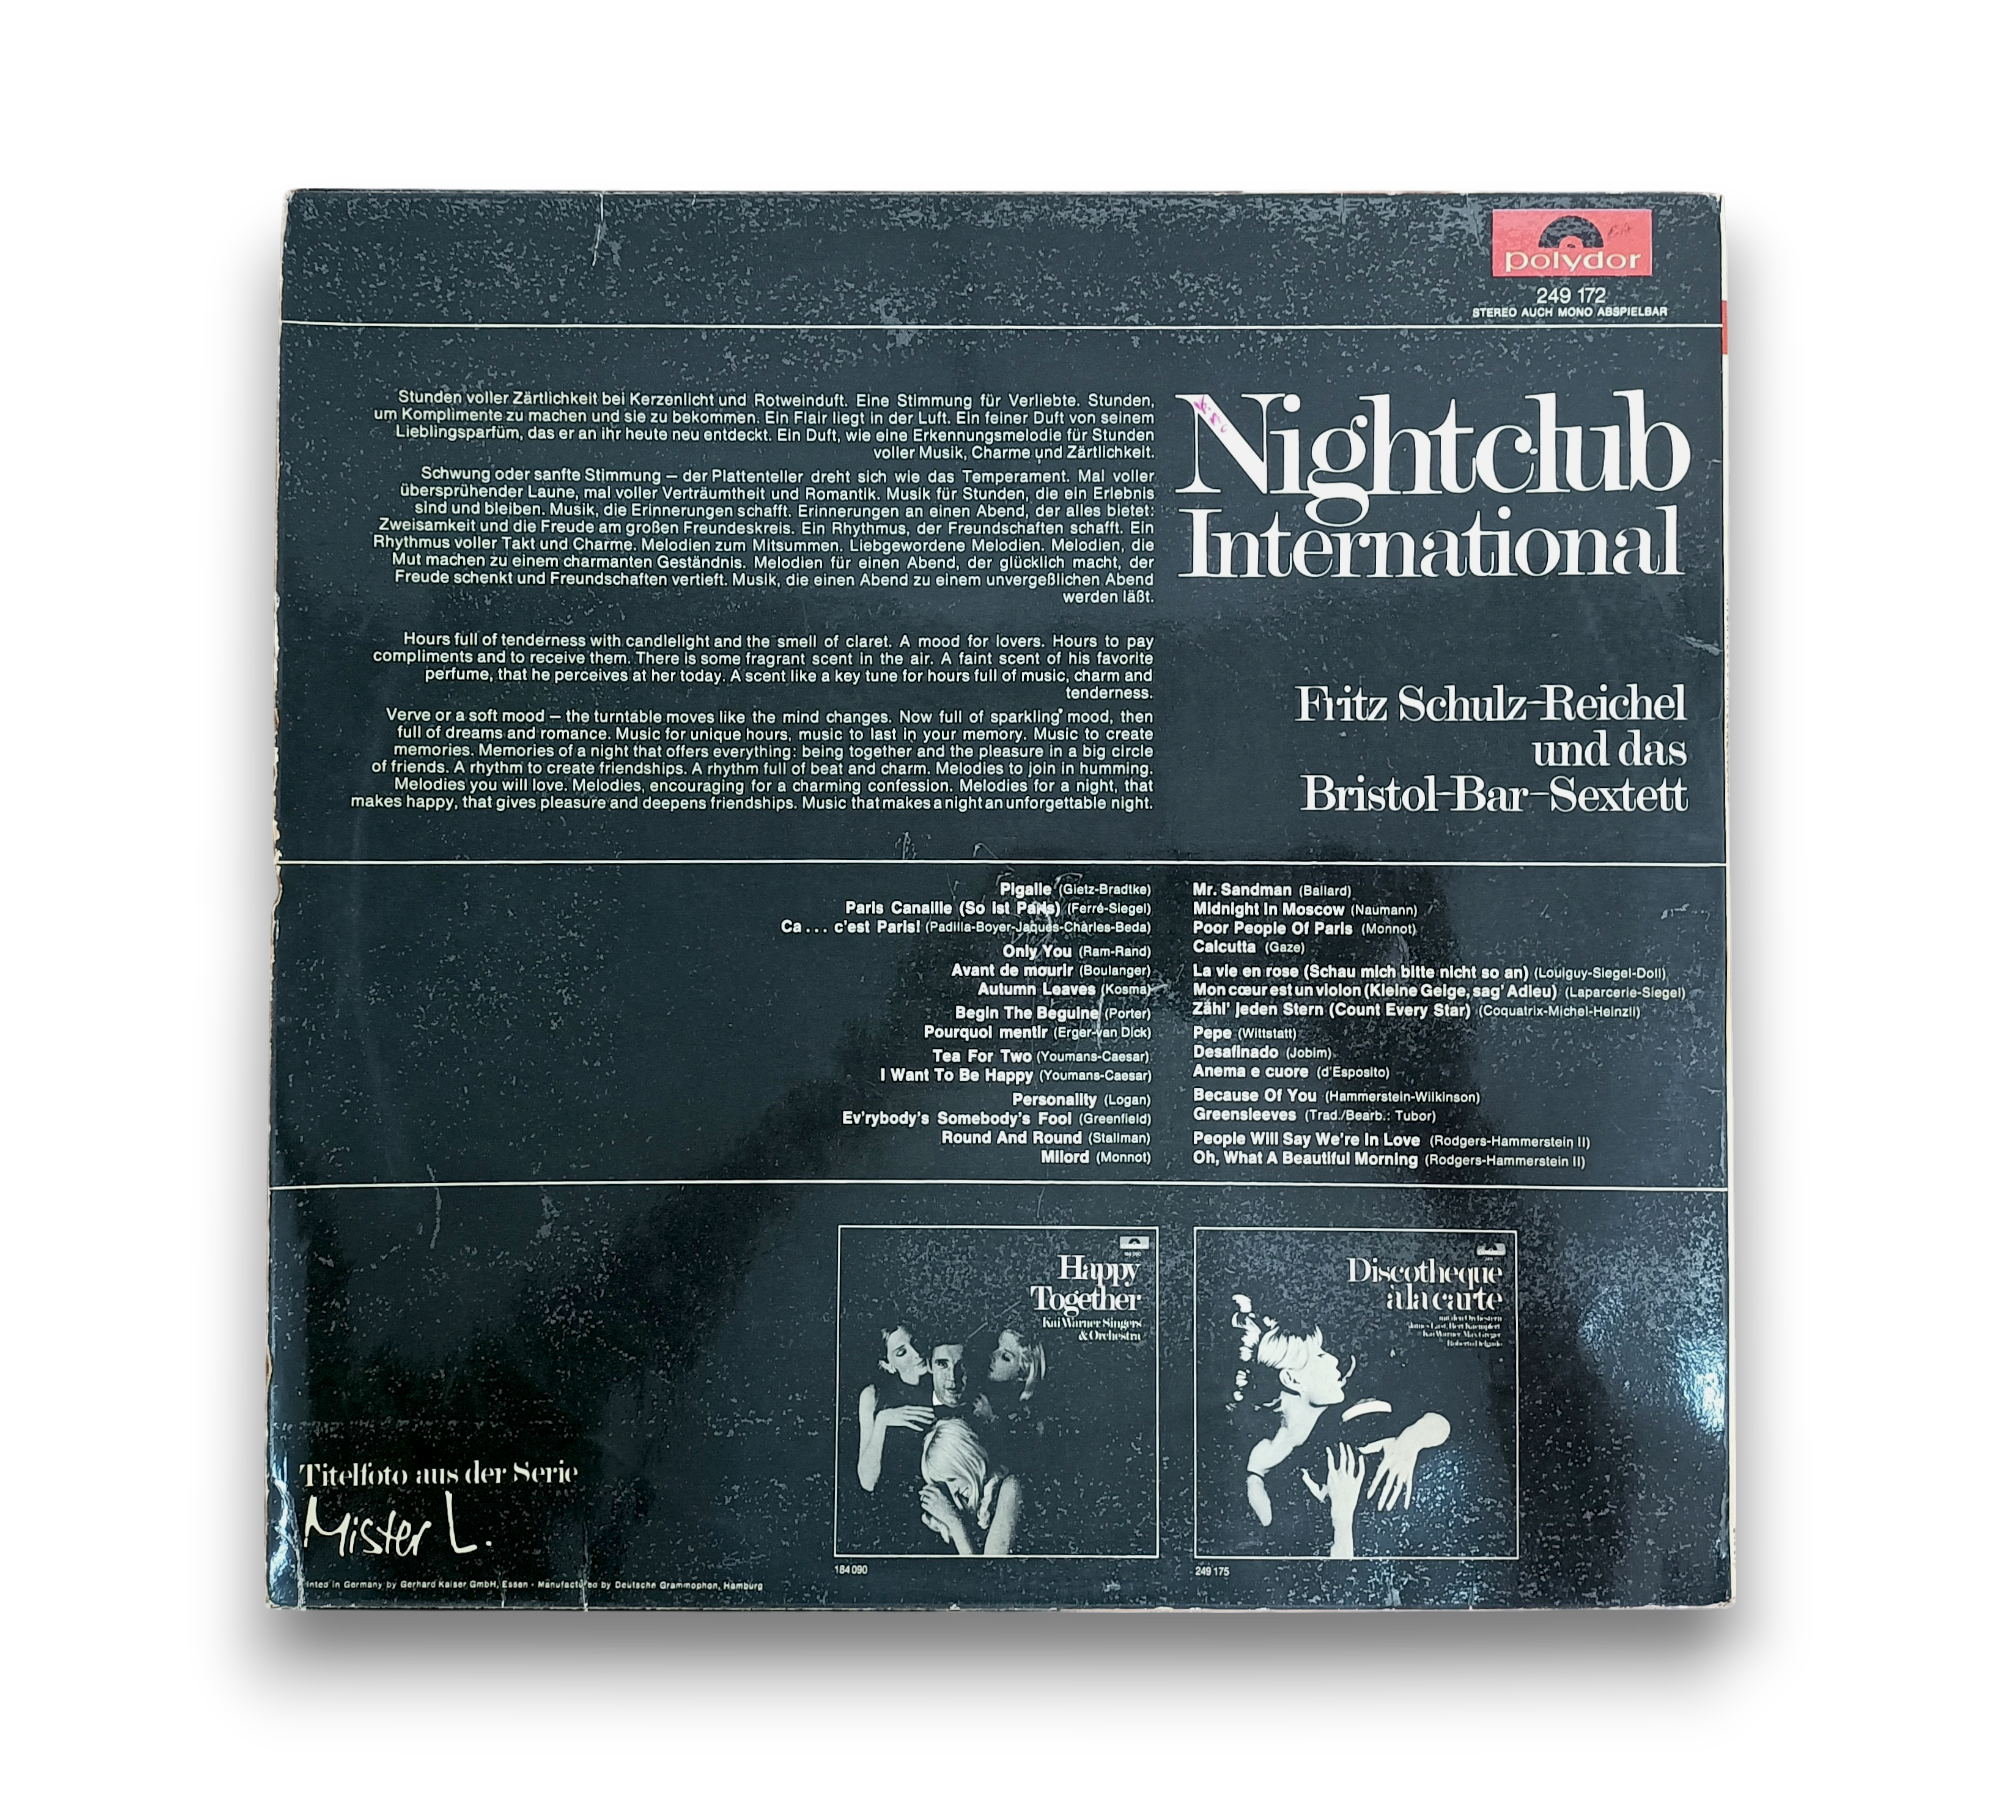 polydor
249 172
STEREO AUCH MONO ABSPIELBAR
Nightclub
International
Fritz Schulz-Reichel
und das
Bristol-Bar-Sextett
Stunden voller Zärtlichkeit bei Kerzenlicht und Rotweinduft. Eine Stimmung für Verliebte. Stunden,
um Komplimente zu machen und sie zu bekommen. Ein Flair liegt in der Luft. Ein feiner Duft von seinem
Lieblingsparfüm, das er an ihr heute neu entdeckt. Ein Duft, wie eine Erkennungsmelodie für Stunden
voller Musik, Charme und Zärtlichkeit.
Schwung oder sanfte Stimmung – der Plattenteller dreht sich wie das Temperament. Mal voller
übersprühender Laune, mal voller Verträumtheit und Romantik. Musik für Stunden, die ein Erlebnis
sind und bleiben. Musik, die Erinnerungen schafft. Erinnerungen an einen Abend, der alles bietet:
Zweisamkeit und die Freude am großen Freundeskreis. Ein Rhythmus, der Freundschaften schafft. Ein
Rhythmus voller Takt und Charme. Melodien zum Mitsummen. Liebgewordene Melodien. Melodien, die
Mut machen zu einem charmanten Geständnis. Melodien für einen Abend, der glücklich macht, der
Freude schenkt und Freundschaften vertieft. Musik, die einen Abend zu einem unvergeßlichen Abend
werden läßt.
Hours full of tenderness with candlelight and the smell of claret. A mood for lovers. Hours to pay
compliments and to receive them. There is some fragrant scent in the air. A faint scent of his favorite
perfume, that he perceives at her today. A scent like a key tune for hours full of music, charm and
tenderness.
Verve or a soft mood – the turntable moves like the mind changes. Now full of sparkling mood, then
full of dreams and romance. Music for unique hours, music to last in your memory. Music to create
memories. Memories of a night that offers everything: being together and the pleasure in a big circle
of friends. A rhythm to create friendships. A rhythm full of beat and charm. Melodies to join in humming.
Melodies you will love. Melodies, encouraging for a charming confession. Melodies for a night, that
makes happy, that gives pleasure and deepens friendships. Music that makes a night an unforgettable night.
Pigalle (Gietz-Bradtke)
Paris Canaille (So ist Paris) (Ferré-Siegel)
Ca . . . c'est Paris! (Padilla-Boyer-Jaques-Charles-Beda)
Only You (Ram-Rand)
Avant de mourir (Boulanger)
Autumn Leaves (Kosma)
Begin The Beguine (Porter)
Pourquoi mentir (Erger-van Dick)
Tea For Two (Youmans-Caesar)
I Want To Be Happy (Youmans-Caesar)
Personality (Logan)
Ev'rybody's Somebody's Fool (Greenfield)
Round And Round (Stallman)
Milord (Monnot)
Mr. Sandman (Ballard)
Midnight In Moscow (Naumann)
Poor People Of Paris (Monnot)
Calcutta (Gaze)
La vie en rose (Schau mich bitte nicht so an) (Louiguy-Siegel-Doll)
Mon cœur est un violon (Kleine Geige, sag' Adieu) (Laparcerie-Siegel)
Zähl' jeden Stern (Count Every Star) (Coquatrix-Michel-Heinzli)
Pepe (Wittstatt)
Desafinado (Jobim)
Anema e cuore (d'Esposito)
Because Of You (Hammerstein-Wilkinson)
Greensleeves (Trad./Bearb.: Tubor)
People Will Say We're In Love (Rodgers-Hammerstein II)
Oh, What A Beautiful Morning (Rodgers-Hammerstein II)
Happy
Together
Kai Warner Singers
& Orchestra
184 090
Discotheque
à la carte
mit den Orchestern
James Last, Bert Kaempfert
Kai Warner, Max Greger
Roberto Delgado
249 175
Titelfoto aus der Serie
Mister L.
inted in Germany by Gerhard Kaiser GmbH, Essen · Manufactured by Deutsche Grammophon, Hamburg